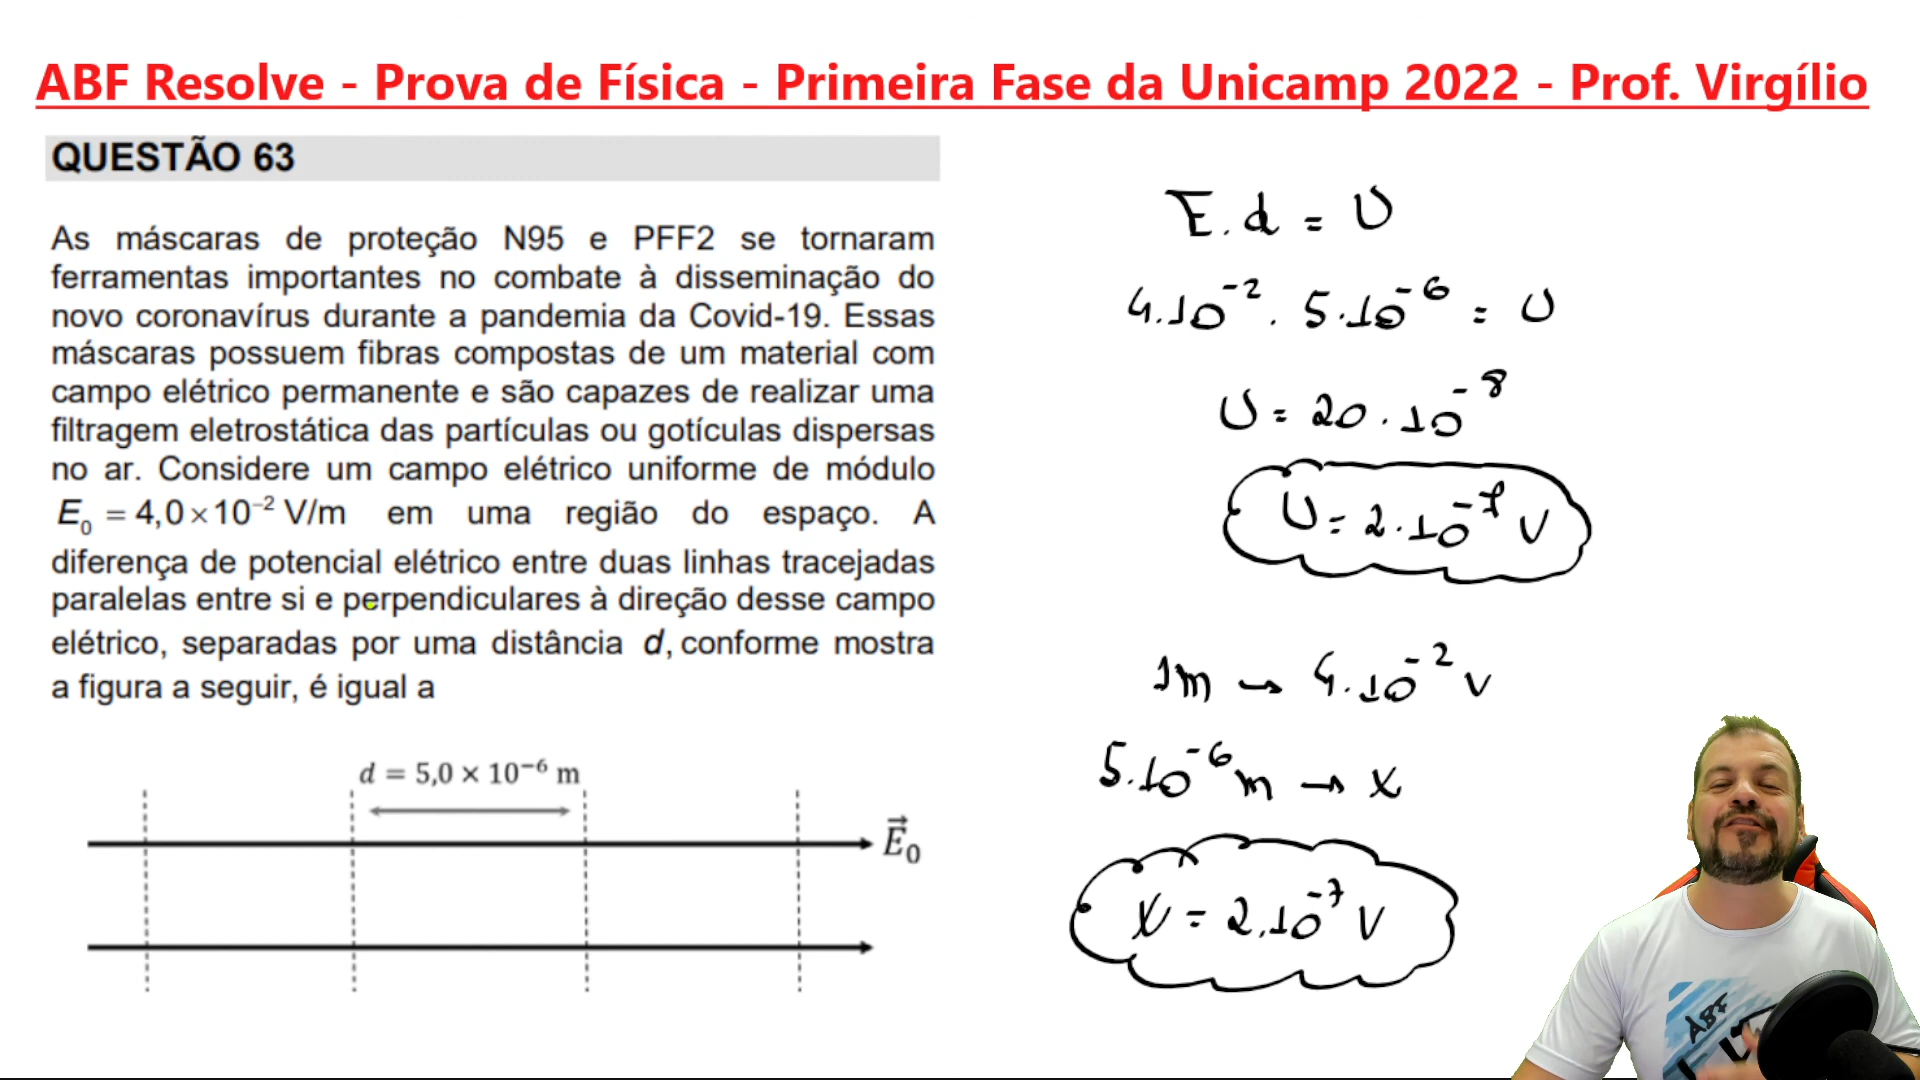 ABF Resolve - Prova de Física - Primeira Fase da Unicamp 2022 - Prof. Virgílio
QUESTÃO 63
As máscaras de proteção N95 e PFF2 se tornaram
ferramentas importantes no combate à disseminação do
novo coronavírus durante a pandemia da Covid-19. Essas
máscaras possuem fibras compostas de um material com
campo elétrico permanente e são capazes de realizar uma
filtragem eletrostática das partículas ou gotículas dispersas
no ar. Considere um campo elétrico uniforme de módulo
E₀ = 4,0×10⁻² V/m em uma região do espaço. A
diferença de potencial elétrico entre duas linhas tracejadas
paralelas entre si e perpendiculares à direção desse campo
elétrico, separadas por uma distância d, conforme mostra
a figura a seguir, é igual a
d = 5,0 × 10⁻⁶ m
E⃗₀
E.d = U
4.10⁻² . 5.10⁻⁶ = U
U = 20.10⁻⁸
U = 2.10⁻⁷ V
1m → 4.10⁻² V
5.10⁻⁶ m → x
x = 2.10⁻⁷ V
ABF